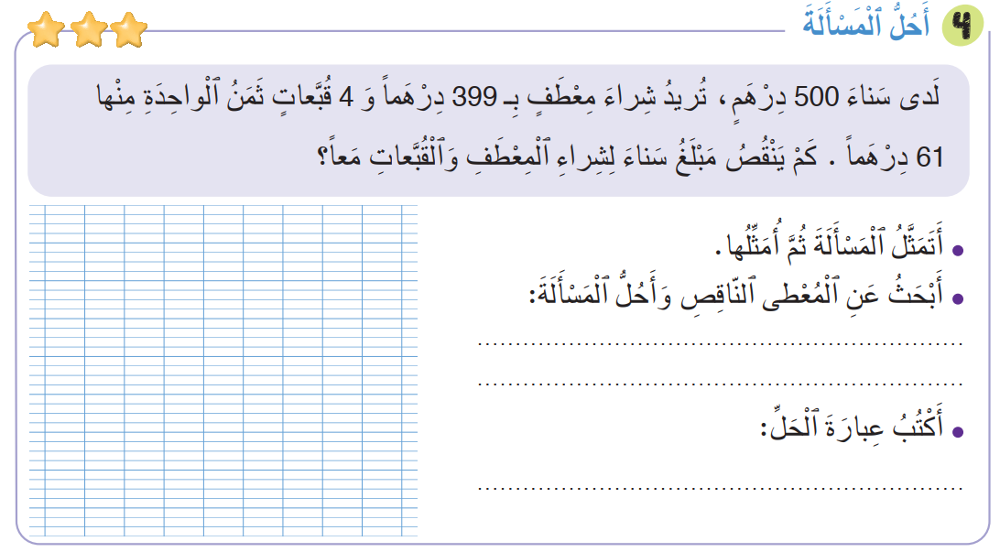 4 أَحُلُّ ٱلْمَسْأَلَةَ
لَدى سَناءَ 500 دِرْهَمٍ، تُريدُ شِراءَ مِعْطَفٍ بِـ 399 دِرْهَماً وَ 4 قُبَّعاتٍ ثَمَنُ ٱلْواحِدَةِ مِنْها
61 دِرْهَماً . كَمْ يَنْقُصُ مَبْلَغُ سَناءَ لِشِراءِ ٱلْمِعْطَفِ وَٱلْقُبَّعاتِ مَعاً؟
• أَتَمَثَّلُ ٱلْمَسْأَلَةَ ثُمَّ أُمَثِّلُها.
• أَبْحَثُ عَنِ ٱلْمُعْطى ٱلنّاقِصِ وَأَحُلُّ ٱلْمَسْأَلَةَ:
• أَكْتُبُ عِبارَةَ ٱلْحَلِّ: